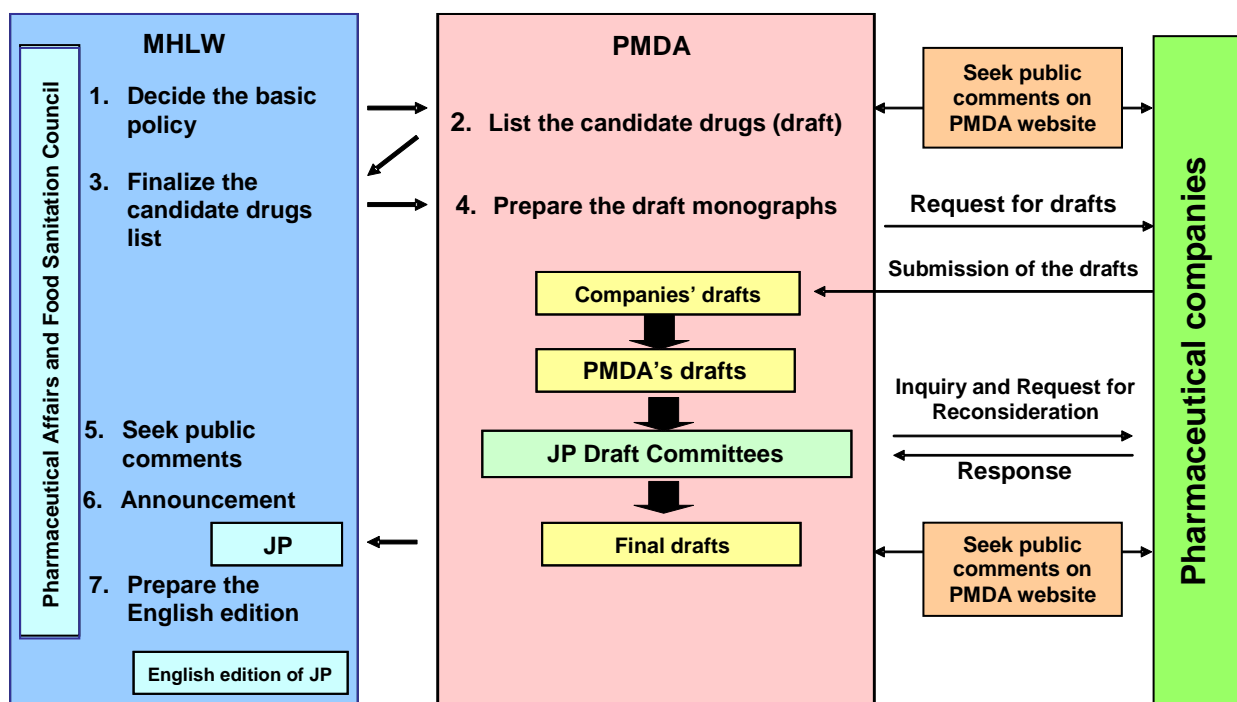 MHLW
Pharmaceutical Affairs and Food Sanitation Council
1. Decide the basic
policy
3. Finalize the
candidate drugs
list
5. Seek public
comments
6. Announcement
JP
7. Prepare the
English edition
English edition of JP
PMDA
2. List the candidate drugs (draft)
4. Prepare the draft monographs
Companies’ drafts
PMDA’s drafts
JP Draft Committees
Final drafts
Seek public
comments on
PMDA website
Request for drafts
Submission of the drafts
Inquiry and Request for
Reconsideration
Response
Seek public
comments on
PMDA website
Pharmaceutical companies